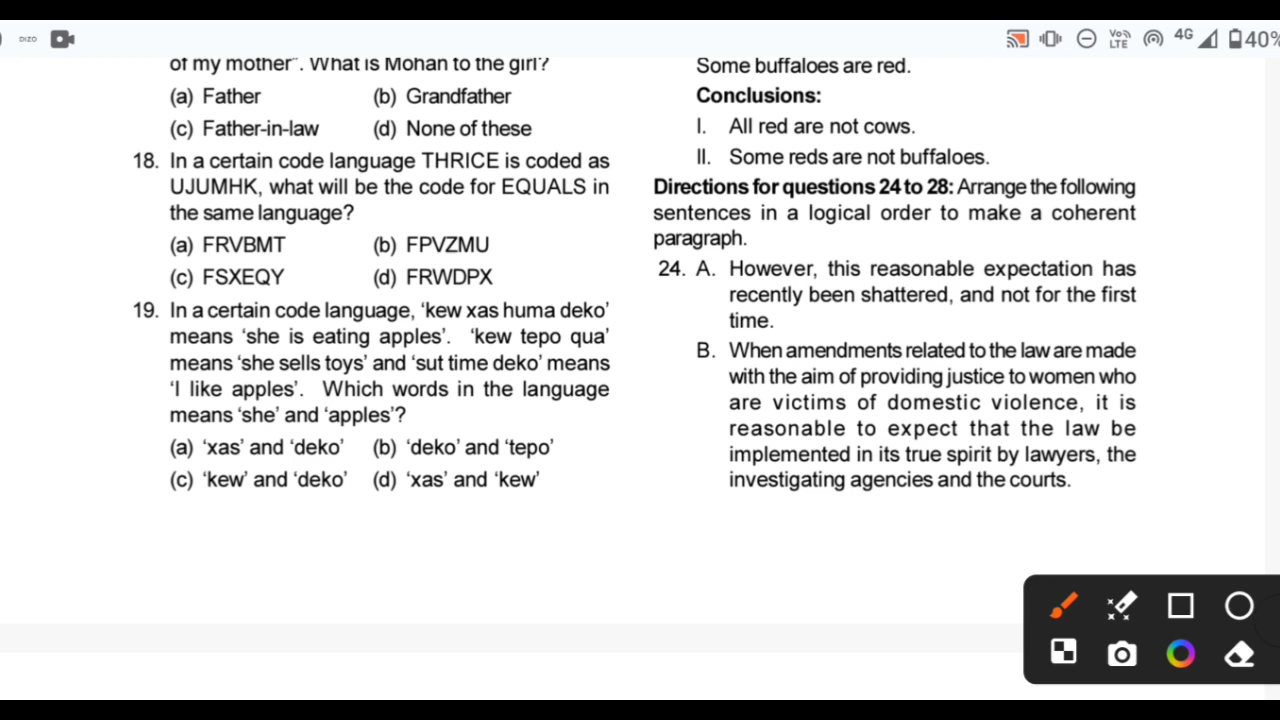 DIZO
Vo)) LTE 4G 40%
of my mother". What is Mohan to the girl?
(a) Father (b) Grandfather
(c) Father-in-law (d) None of these
18. In a certain code language THRICE is coded as
UJUMHK, what will be the code for EQUALS in
the same language?
(a) FRVBMT (b) FPVZMU
(c) FSXEQY (d) FRWDPX
19. In a certain code language, ‘kew xas huma deko’
means ‘she is eating apples’. ‘kew tepo qua’
means ‘she sells toys’ and ‘sut time deko’ means
‘I like apples’. Which words in the language
means ‘she’ and ‘apples’?
(a) ‘xas’ and ‘deko’ (b) ‘deko’ and ‘tepo’
(c) ‘kew’ and ‘deko’ (d) ‘xas’ and ‘kew’
Some buffaloes are red.
Conclusions:
I. All red are not cows.
II. Some reds are not buffaloes.
Directions for questions 24 to 28: Arrange the following
sentences in a logical order to make a coherent
paragraph.
24. A. However, this reasonable expectation has
recently been shattered, and not for the first
time.
B. When amendments related to the law are made
with the aim of providing justice to women who
are victims of domestic violence, it is
reasonable to expect that the law be
implemented in its true spirit by lawyers, the
investigating agencies and the courts.